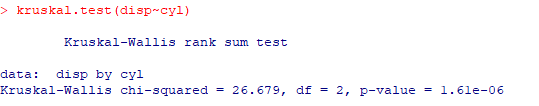 > kruskal.test(disp~cyl)
Kruskal-Wallis rank sum test
data:  disp by cyl
Kruskal-Wallis chi-squared = 26.679, df = 2, p-value = 1.61e-06